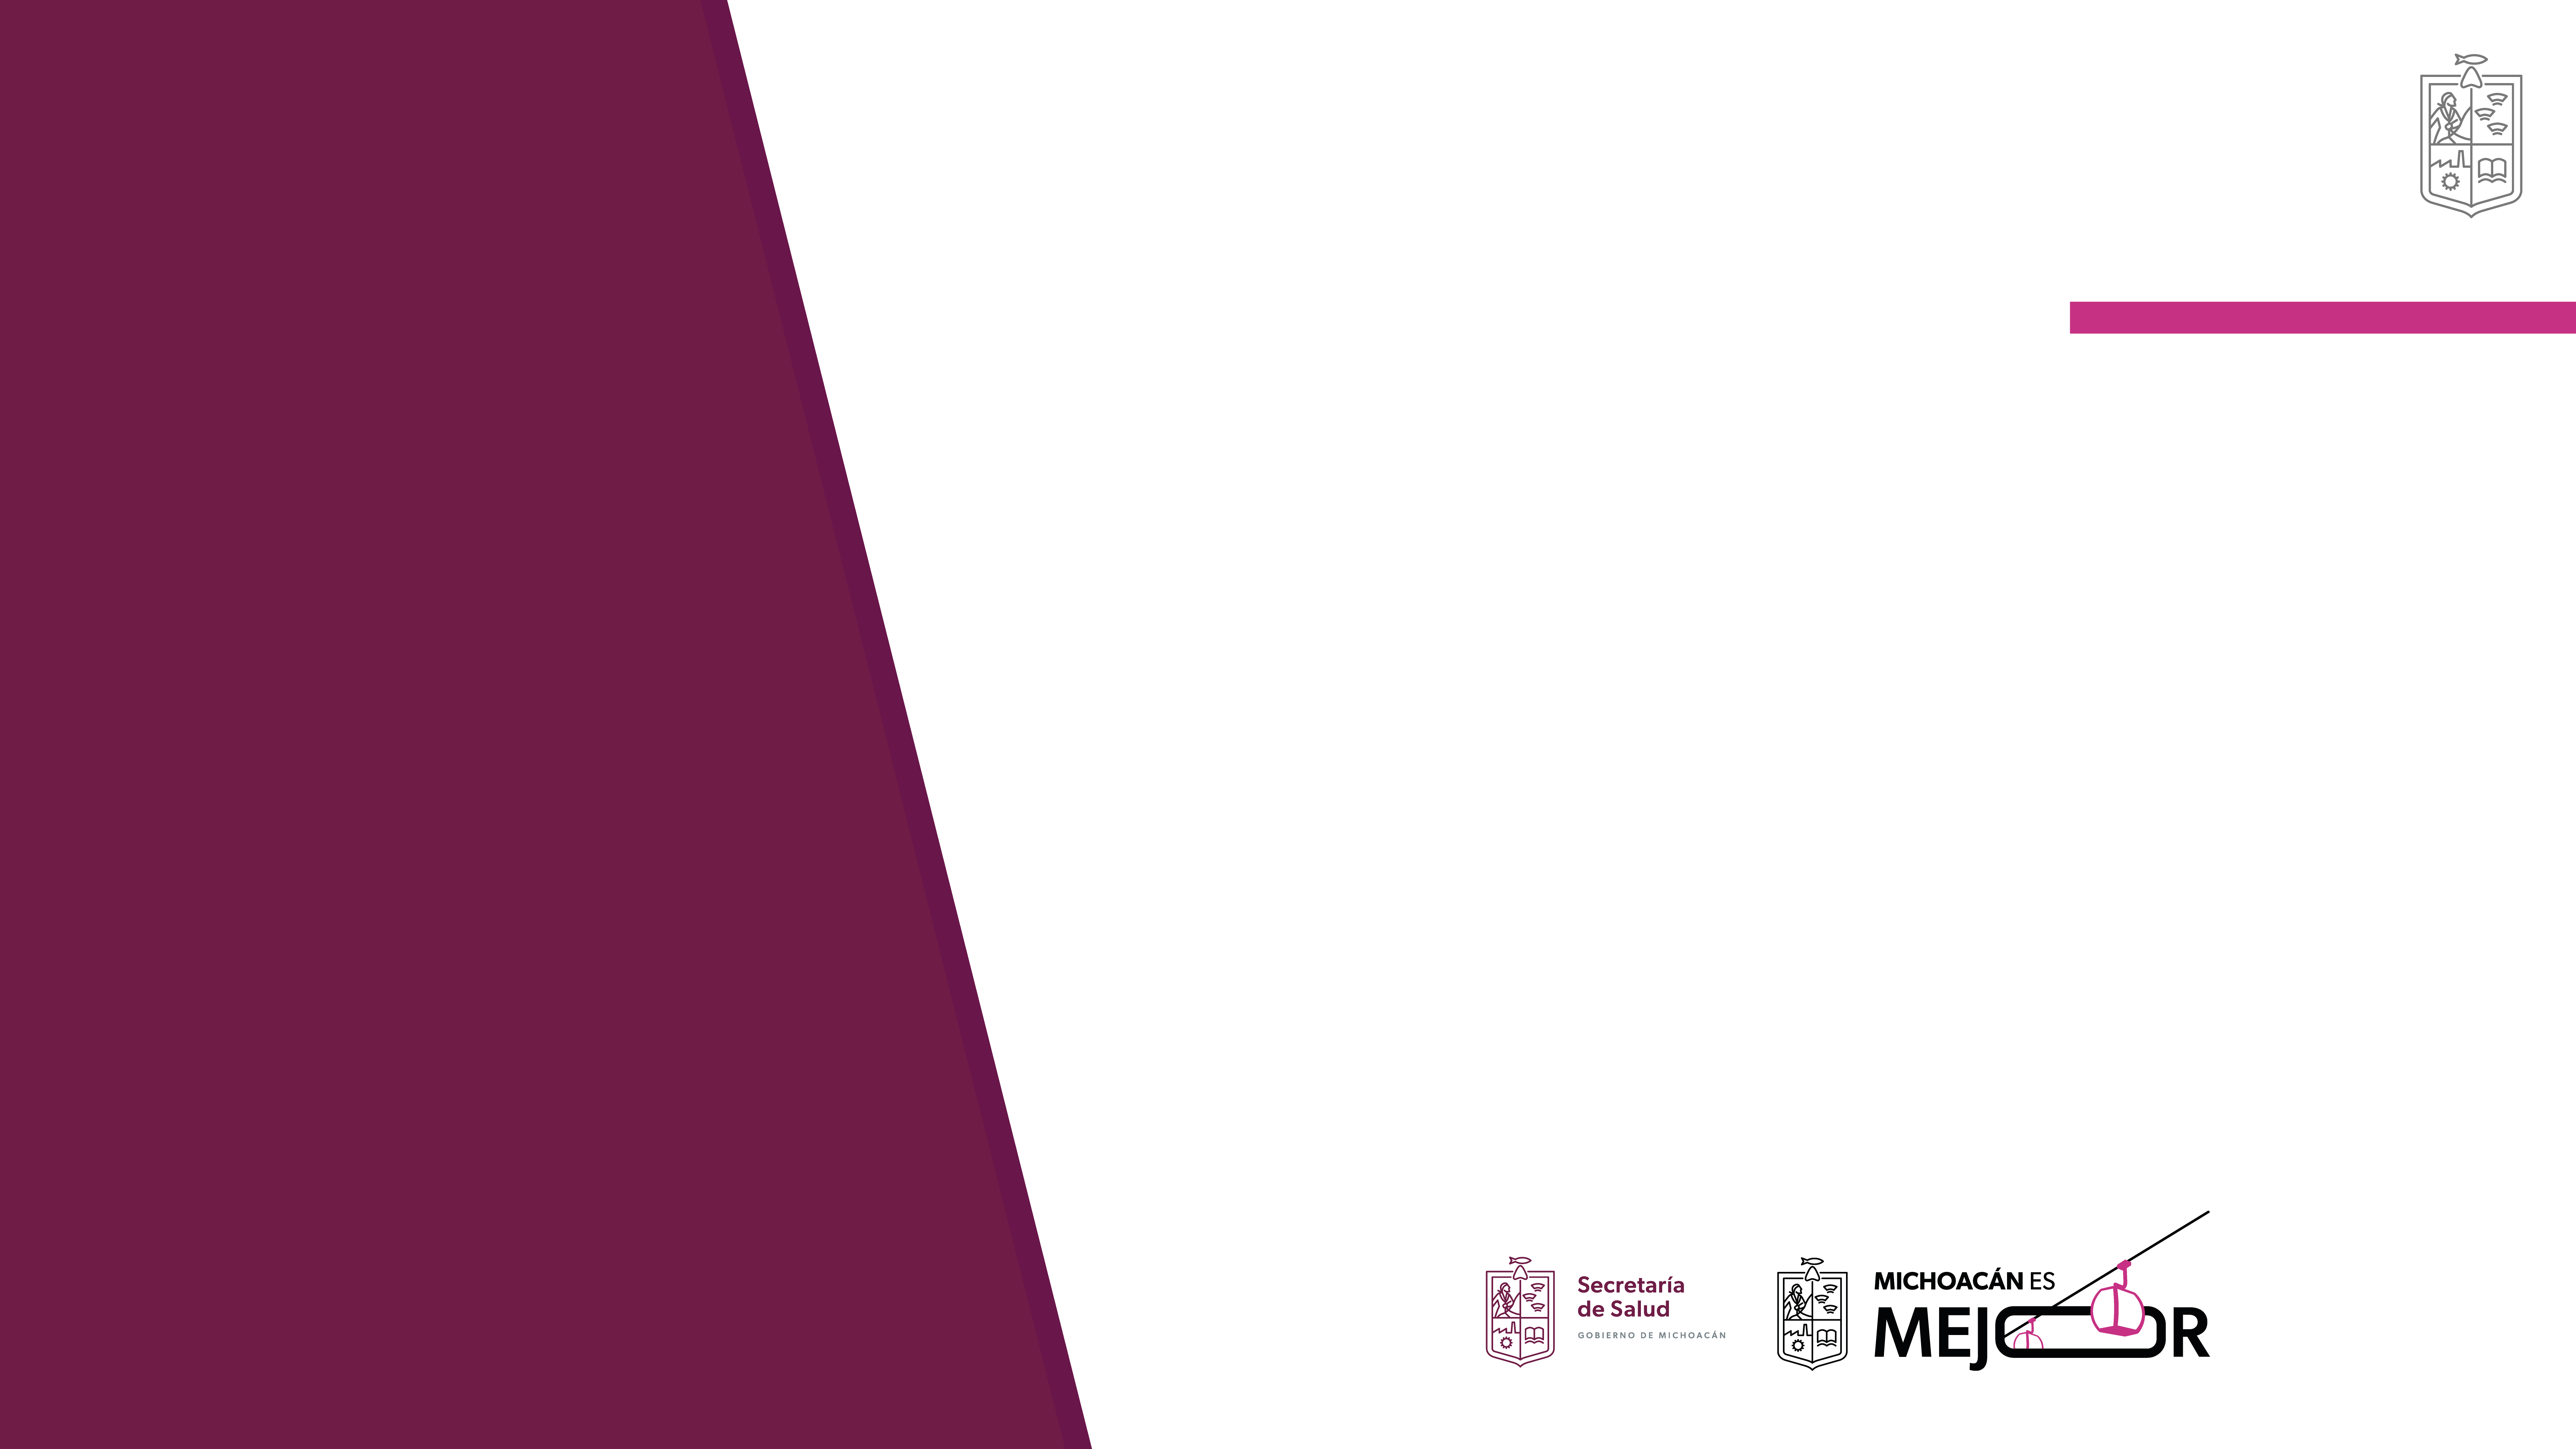 Secretaría
de Salud
GOBIERNO DE MICHOACÁN
MICHOACÁN ES
MEJOR